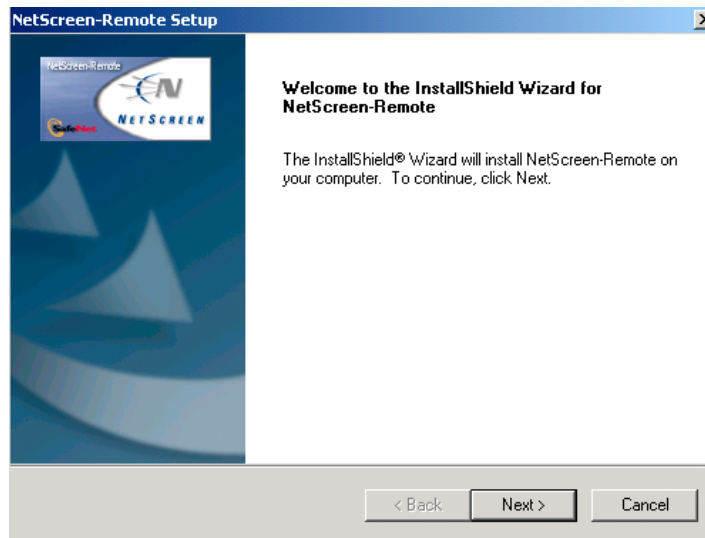 NetScreen-Remote Setup
NetScreen-Remote
N
NETSCREEN
SafeNet
Welcome to the InstallShield Wizard for
NetScreen-Remote
The InstallShield® Wizard will install NetScreen-Remote on
your computer. To continue, click Next.
< Back
Next >
Cancel